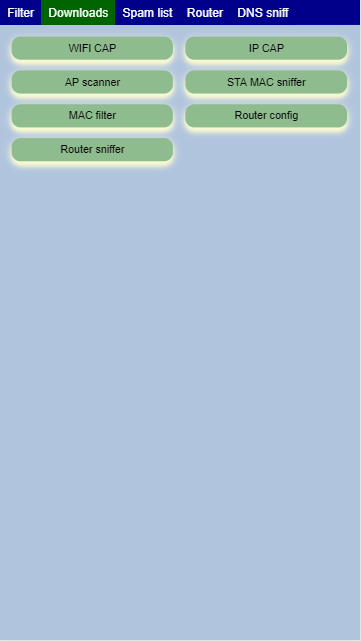 Filter Downloads Spam list Router DNS sniff
WIFI CAP IP CAP
AP scanner STA MAC sniffer
MAC filter Router config
Router sniffer